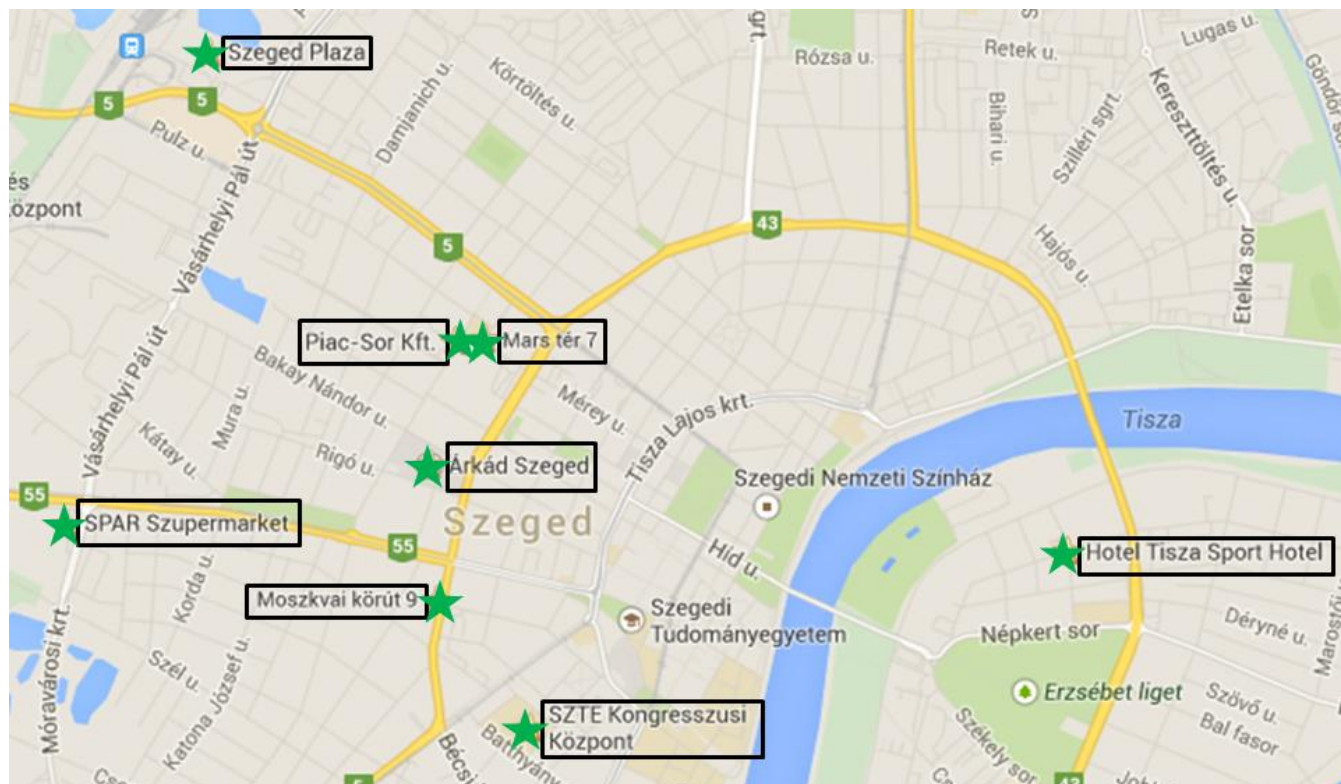 Szeged Plaza
grt.
Rózsa u.
Retek u.
Lugas u.
Damjanich u.
Körtöltés u.
Bihari u.
Szilléri sgrt.
Kereszttöltés u.
5
5
Pulz u.
és
Vásárhelyi Pál út
43
Hajós u.
5
Etelka sor
Piac-Sor Kft.
Mars tér 7
Vásárhelyi Pál út
Bakay Nándor u.
Mura u.
Kátay u.
Rigó u.
Mérey u.
Tisza Lajos krt.
Tisza
Árkád Szeged
Szegedi Nemzeti Színház
55
SPAR Szupermarket
Szeged
55
Híd u.
Hotel Tisza Sport Hotel
Korda u.
Moszkvai körút 9
Szegedi
Tudományegyetem
Népkert sor
Déryné u.
Móravárosi krt.
Szél u.
Katona József u.
Erzsébet liget
Szövő u.
Bal fasor
SZTE Kongresszusi
Központ
Székely sor
5
43